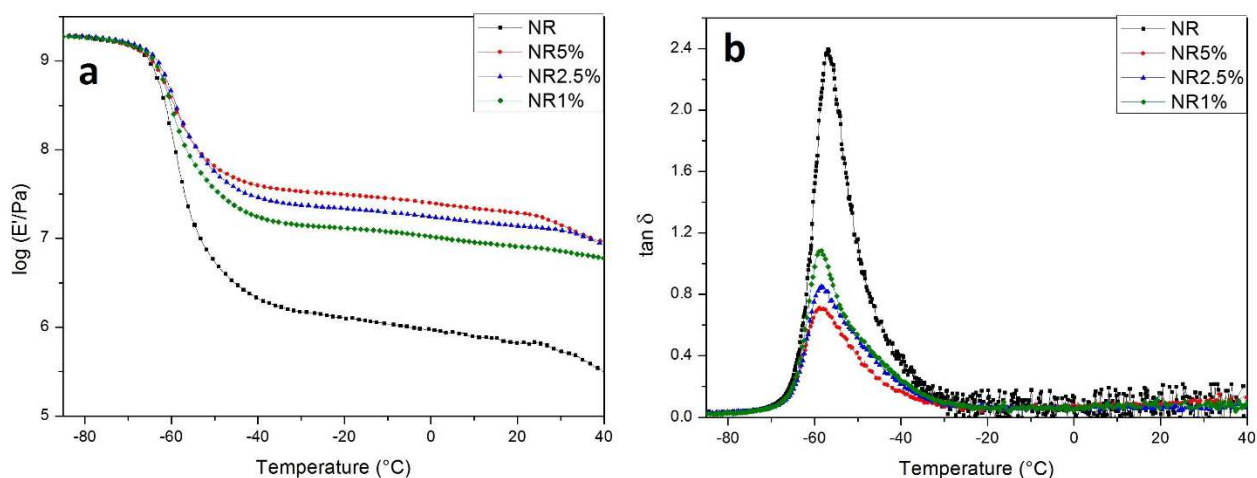 a
NR
NR5%
NR2.5%
NR1%
log (E'/Pa)
9
8
7
6
5
-80
-60
-40
-20
0
20
40
Temperature (°C)
b
NR
NR5%
NR2.5%
NR1%
tan δ
2.4
2.0
1.6
1.2
0.8
0.4
0.0
-80
-60
-40
-20
0
20
40
Temperature (°C)